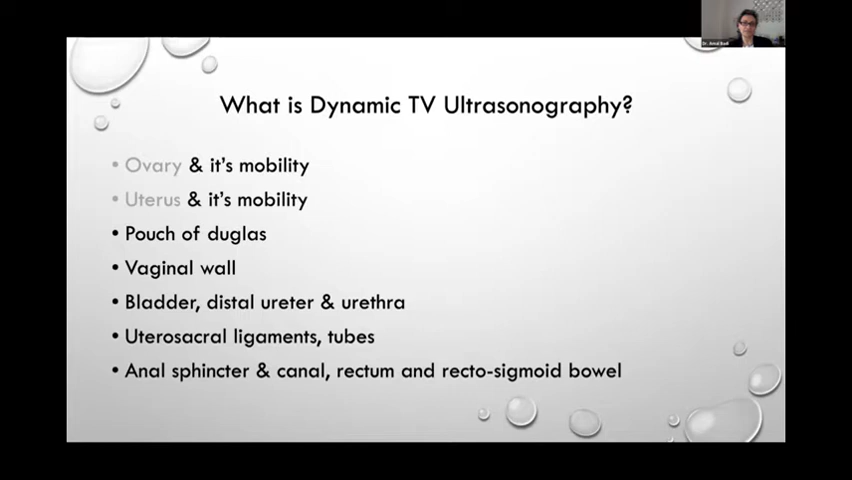 What is Dynamic TV Ultrasonography?
• Ovary & it's mobility
• Uterus & it's mobility
• Pouch of duglas
• Vaginal wall
• Bladder, distal ureter & urethra
• Uterosacral ligaments, tubes
• Anal sphincter & canal, rectum and recto-sigmoid bowel